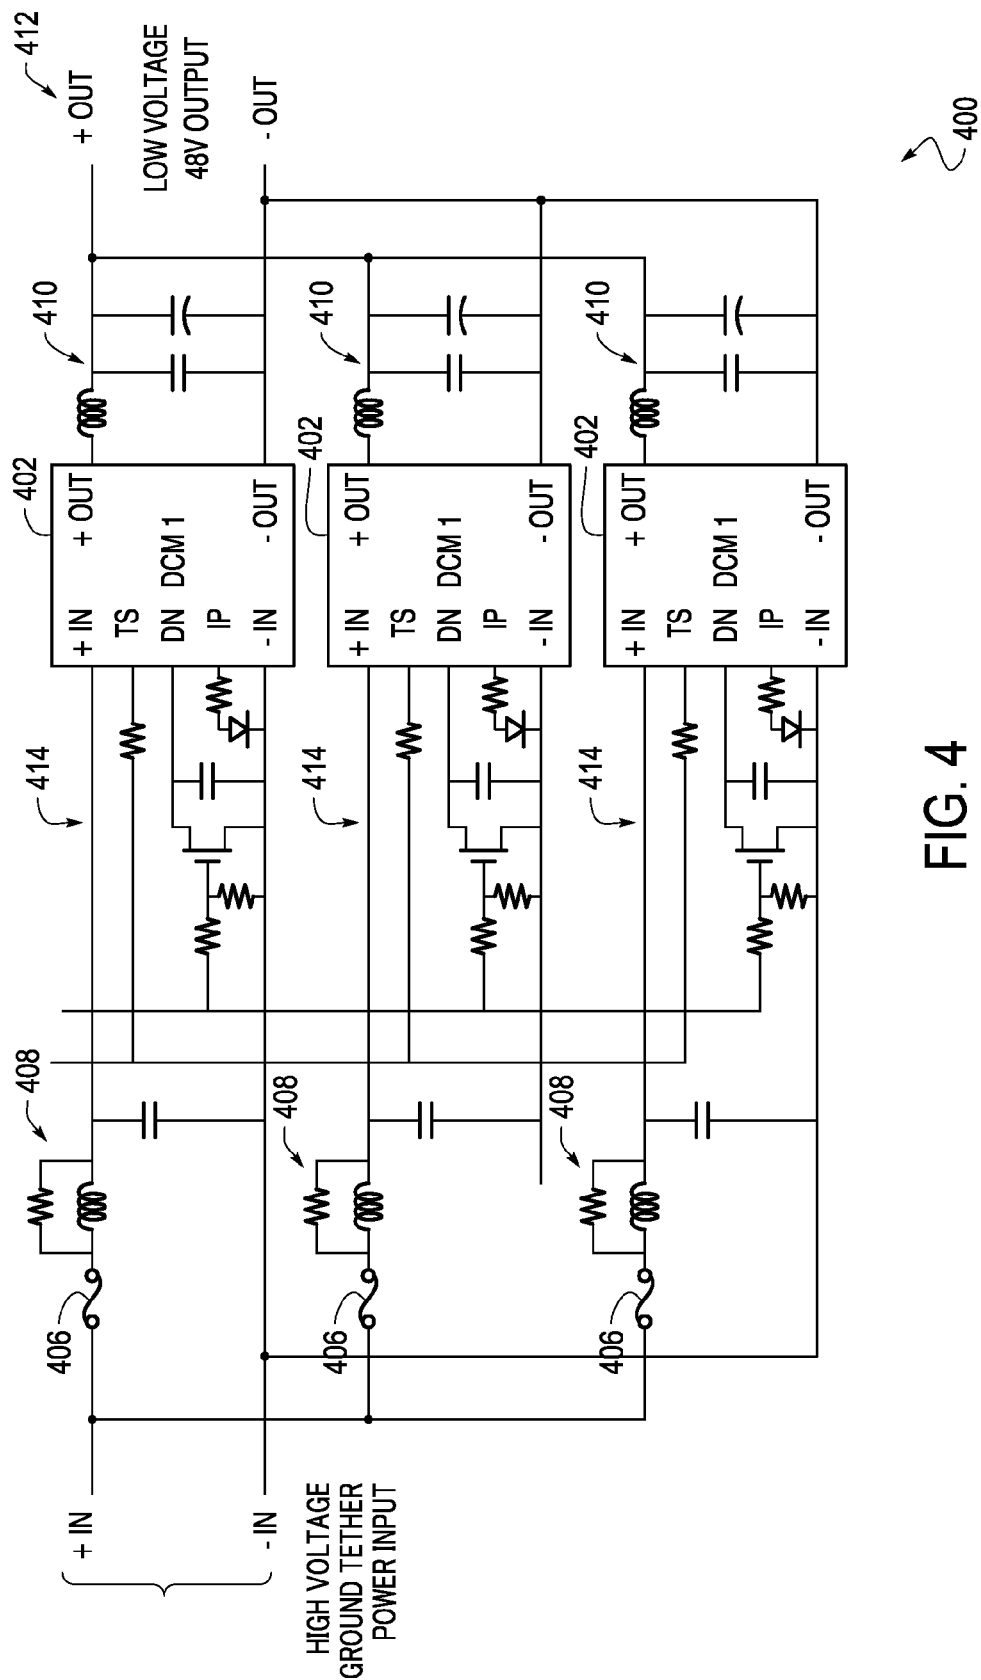 + IN
- IN
HIGH VOLTAGE
GROUND TETHER
POWER INPUT
406
408
414
402
+ IN
TS
DN
IP
- IN
DCM 1
+ OUT
- OUT
410
412
+ OUT
LOW VOLTAGE
48V OUTPUT
- OUT
406
408
414
402
+ IN
TS
DN
IP
- IN
DCM 1
+ OUT
- OUT
410
406
408
414
402
+ IN
TS
DN
IP
- IN
DCM 1
+ OUT
- OUT
410
400
FIG. 4